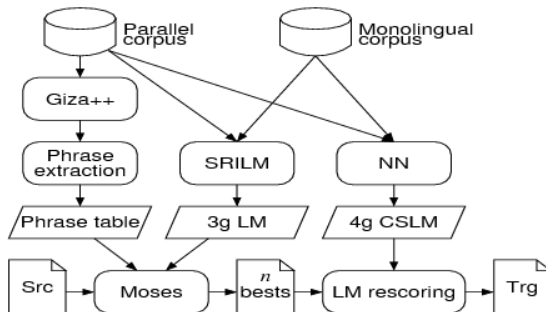 Parallel
corpus
Monolingual
corpus
Giza++
Phrase
extraction
SRILM
NN
Phrase table
3g LM
4g CSLM
Src
Moses
n
bests
LM rescoring
Trg